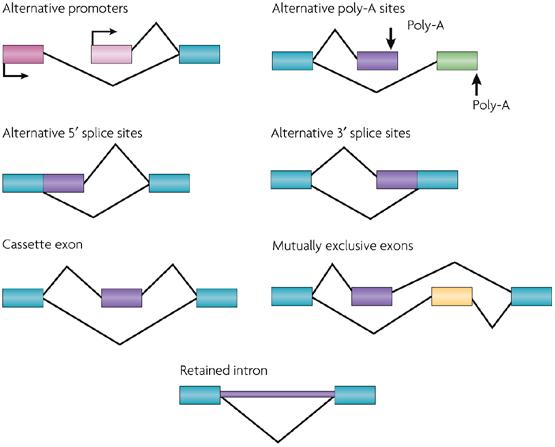 Alternative promoters
Alternative poly-A sites
Poly-A
Poly-A
Alternative 5′ splice sites
Alternative 3′ splice sites
Cassette exon
Mutually exclusive exons
Retained intron